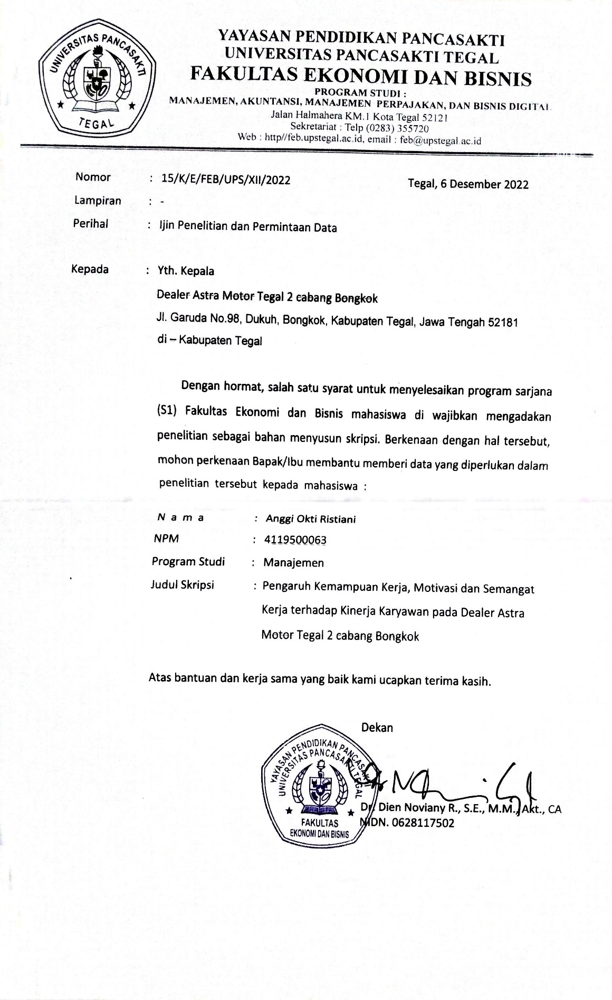 UNIVERSITAS PANCASAKTI
TEGAL
YAYASAN PENDIDIKAN PANCASAKTI
UNIVERSITAS PANCASAKTI TEGAL
FAKULTAS EKONOMI DAN BISNIS
PROGRAM STUDI :
MANAJEMEN, AKUNTANSI, MANAJEMEN PERPAJAKAN, DAN BISNIS DIGITAL
Jalan Halmahera KM.1 Kota Tegal 52121
Sekretariat : Telp (0283) 355720
Web : http//feb.upstegal.ac.id, email : feb@upstegal.ac.id
Nomor : 15/K/E/FEB/UPS/XII/2022 Tegal, 6 Desember 2022
Lampiran : -
Perihal : Ijin Penelitian dan Permintaan Data
Kepada : Yth. Kepala
Dealer Astra Motor Tegal 2 cabang Bongkok
Jl. Garuda No.98, Dukuh, Bongkok, Kabupaten Tegal, Jawa Tengah 52181
di – Kabupaten Tegal
Dengan hormat, salah satu syarat untuk menyelesaikan program sarjana
(S1) Fakultas Ekonomi dan Bisnis mahasiswa di wajibkan mengadakan
penelitian sebagai bahan menyusun skripsi. Berkenaan dengan hal tersebut,
mohon perkenaan Bapak/Ibu membantu memberi data yang diperlukan dalam
penelitian tersebut kepada mahasiswa :
N a m a : Anggi Okti Ristiani
NPM : 4119500063
Program Studi : Manajemen
Judul Skripsi : Pengaruh Kemampuan Kerja, Motivasi dan Semangat
Kerja terhadap Kinerja Karyawan pada Dealer Astra
Motor Tegal 2 cabang Bongkok
Atas bantuan dan kerja sama yang baik kami ucapkan terima kasih.
Dekan
YAYASAN PENDIDIKAN PANCASAKTI
UNIVERSITAS PANCASAKTI TEGAL
FAKULTAS
EKONOMI DAN BISNIS
Dr. Dien Noviany R., S.E., M.M., Akt., CA
NIDN. 0628117502